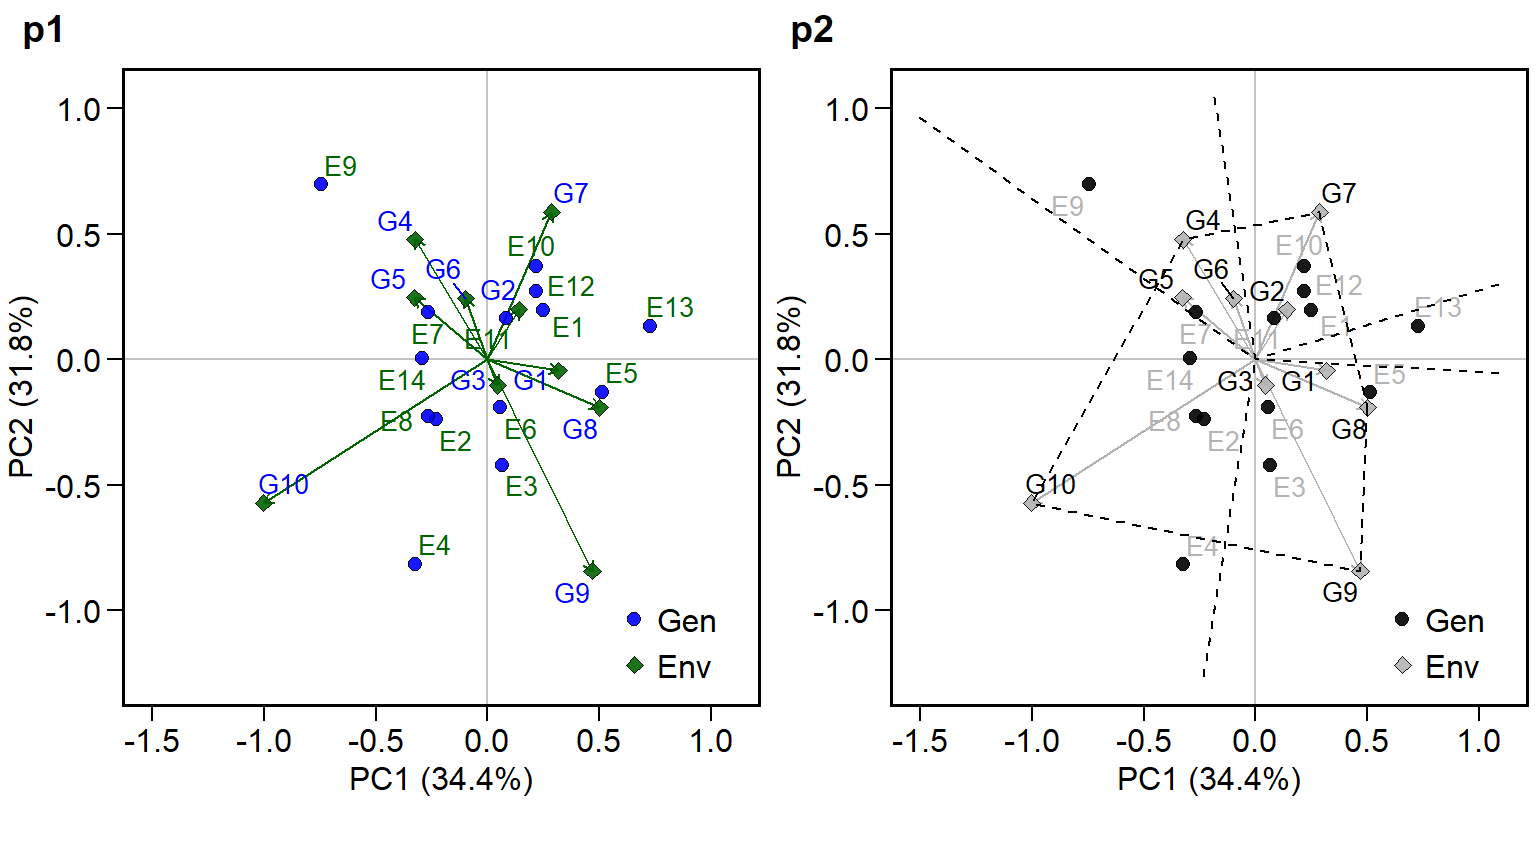 p1
1.0
0.5
0.0
-0.5
-1.0
PC2 (31.8%)
E9
G7
G4
E10
G6
G5
G2
E12
E13
E7
E11
E1
E14
G3
G1
E5
E8
E2
E6
G8
G10
E3
E4
G9
Gen
Env
-1.5 -1.0 -0.5 0.0 0.5 1.0
PC1 (34.4%)
p2
1.0
0.5
0.0
-0.5
-1.0
PC2 (31.8%)
E9
G7
G4
E10
G6
G5
G2
E12
E13
E7
E11
E1
E14
G3
G1
E5
E8
E2
E6
G8
G10
E3
E4
G9
Gen
Env
-1.5 -1.0 -0.5 0.0 0.5 1.0
PC1 (34.4%)